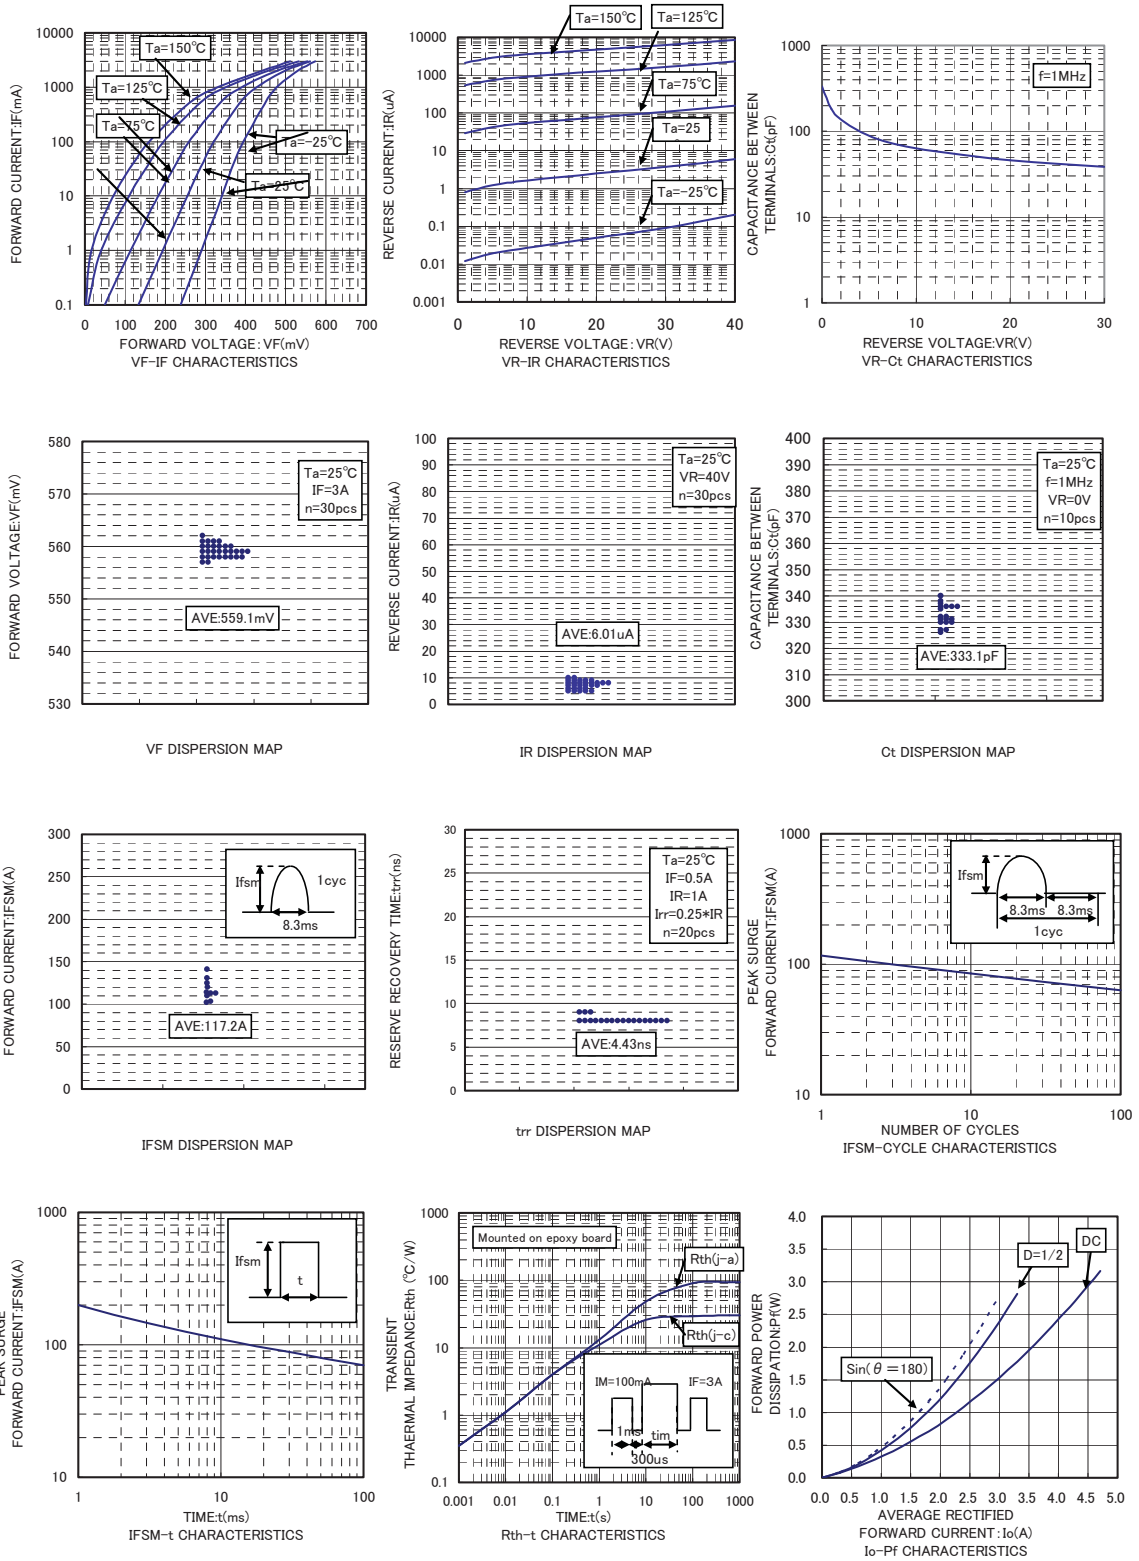 FORWARD CURRENT:IF(mA)
10000
1000
100
10
1
0.1
Ta=150℃
Ta=125℃
Ta=75℃
Ta=-25℃
Ta=25℃
0 100 200 300 400 500 600 700
FORWARD VOLTAGE:VF(mV)
VF-IF CHARACTERISTICS
REVERSE CURRENT:IR(uA)
10000
1000
100
10
1
0.1
0.01
0.001
Ta=150℃
Ta=125℃
Ta=75℃
Ta=25
Ta=-25℃
0 10 20 30 40
REVERSE VOLTAGE:VR(V)
VR-IR CHARACTERISTICS
CAPACITANCE BETWEEN
TERMINALS:Ct(pF)
1000
100
10
1
f=1MHz
0 10 20 30
REVERSE VOLTAGE:VR(V)
VR-Ct CHARACTERISTICS
FORWARD VOLTAGE:VF(mV)
580
570
560
550
540
530
Ta=25℃
IF=3A
n=30pcs
AVE:559.1mV
VF DISPERSION MAP
REVERSE CURRENT:IR(uA)
100
90
80
70
60
50
40
30
20
10
0
Ta=25℃
VR=40V
n=30pcs
AVE:6.01uA
IR DISPERSION MAP
CAPACITANCE BETWEEN
TERMINALS:Ct(pF)
400
390
380
370
360
350
340
330
320
310
300
Ta=25℃
f=1MHz
VR=0V
n=10pcs
AVE:333.1pF
Ct DISPERSION MAP
FORWARD CURRENT:IFSM(A)
300
250
200
150
100
50
0
Ifsm
1cyc
8.3ms
AVE:117.2A
IFSM DISPERSION MAP
RESERVE RECOVERY TIME:trr(ns)
30
25
20
15
10
5
0
Ta=25℃
IF=0.5A
IR=1A
Irr=0.25*IR
n=20pcs
AVE:4.43ns
trr DISPERSION MAP
PEAK SURGE
FORWARD CURRENT:IFSM(A)
1000
100
10
Ifsm
8.3ms 8.3ms
1cyc
1 10 100
NUMBER OF CYCLES
IFSM-CYCLE CHARACTERISTICS
PEAK SURGE
FORWARD CURRENT:IFSM(A)
1000
100
10
Ifsm
t
1 10 100
TIME:t(ms)
IFSM-t CHARACTERISTICS
TRANSIENT
THAERMAL IMPEDANCE:Rth (℃/W)
1000
100
10
1
0.1
Mounted on epoxy board
Rth(j-a)
Rth(j-c)
IM=100mA IF=3A
1ms tim
300us
0.001 0.01 0.1 1 10 100 1000
TIME:t(s)
Rth-t CHARACTERISTICS
FORWARD POWER
DISSIPATION:Pf(W)
4.0
3.5
3.0
2.5
2.0
1.5
1.0
0.5
0.0
D=1/2
DC
Sin(θ=180)
0.0 0.5 1.0 1.5 2.0 2.5 3.0 3.5 4.0 4.5 5.0
AVERAGE RECTIFIED
FORWARD CURRENT:Io(A)
Io-Pf CHARACTERISTICS